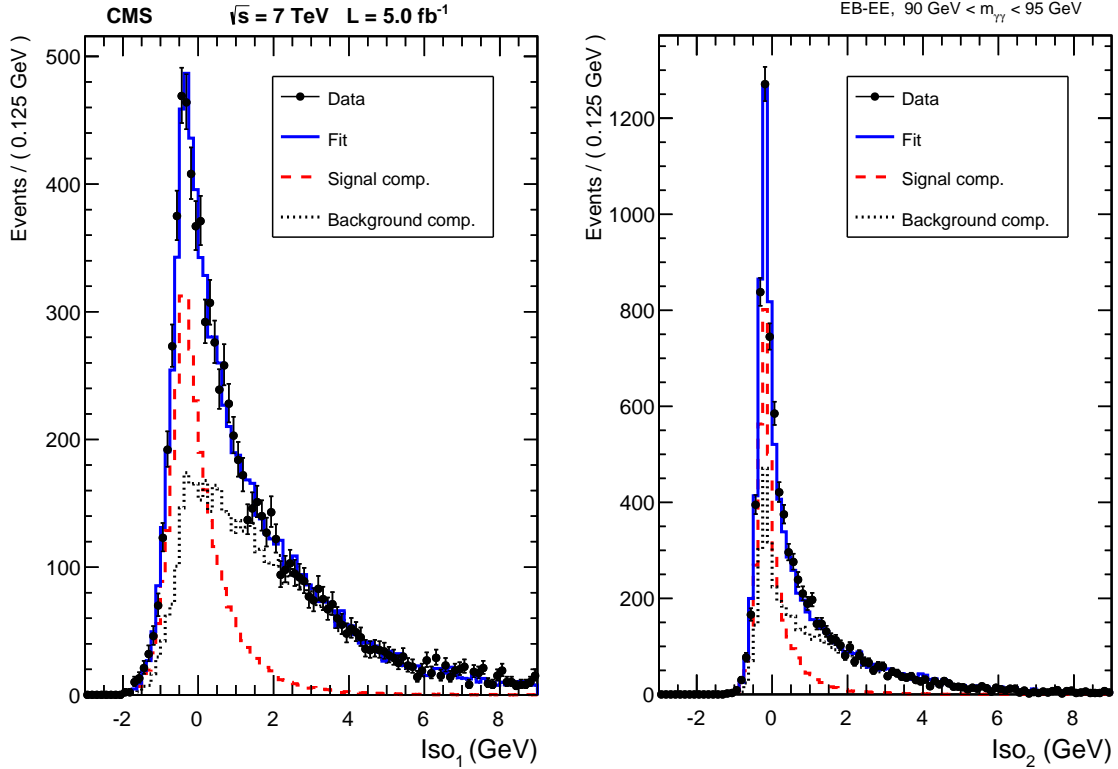 CMS √s = 7 TeV L = 5.0 fb⁻¹
EB-EE, 90 GeV < mγγ < 95 GeV
Events / ( 0.125 GeV )
500
400
300
200
100
0
-2 0 2 4 6 8
Iso₁ (GeV)
Data
Fit
Signal comp.
Background comp.
Events / ( 0.125 GeV )
1200
1000
800
600
400
200
0
-2 0 2 4 6 8
Iso₂ (GeV)
Data
Fit
Signal comp.
Background comp.